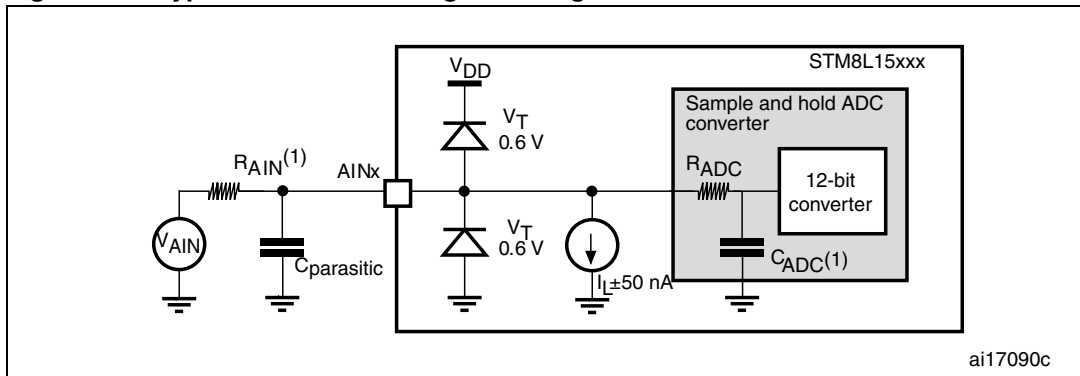 STM8L15xxx
VDD
Sample and hold ADC
converter
VT
0.6 V
RAIN(1)
AINx
RADC
12-bit
converter
VAIN
Cparasitic
VT
0.6 V
IL±50 nA
CADC(1)
ai17090c